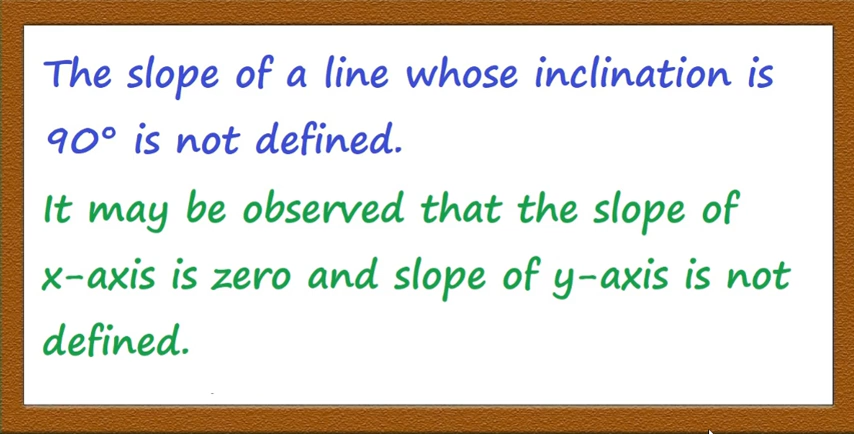 The slope of a line whose inclination is
90° is not defined.
It may be observed that the slope of
x-axis is zero and slope of y-axis is not
defined.